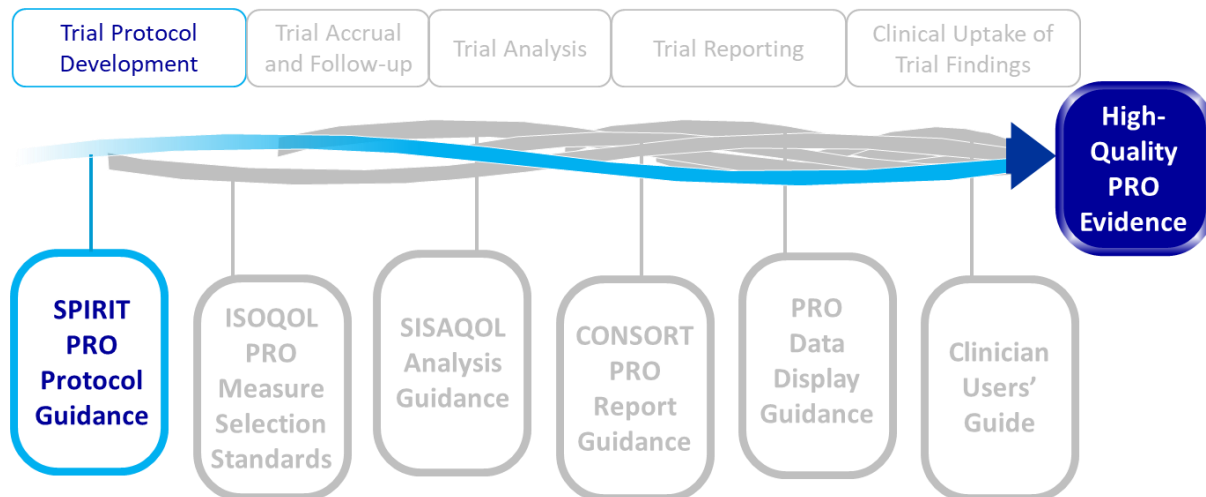 Trial Protocol
Development
Trial Accrual
and Follow-up
Trial Analysis
Trial Reporting
Clinical Uptake of
Trial Findings
High-
Quality
PRO
Evidence
SPIRIT
PRO
Protocol
Guidance
ISOQOL
PRO
Measure
Selection
Standards
SISAQOL
Analysis
Guidance
CONSORT
PRO
Report
Guidance
PRO
Data
Display
Guidance
Clinician
Users’
Guide